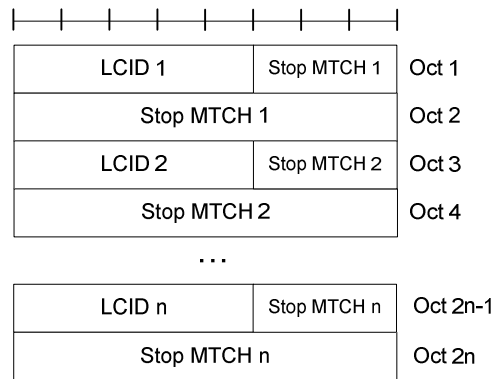 LCID 1 Stop MTCH 1 Oct 1
Stop MTCH 1 Oct 2
LCID 2 Stop MTCH 2 Oct 3
Stop MTCH 2 Oct 4
...
LCID n Stop MTCH n Oct 2n-1
Stop MTCH n Oct 2n